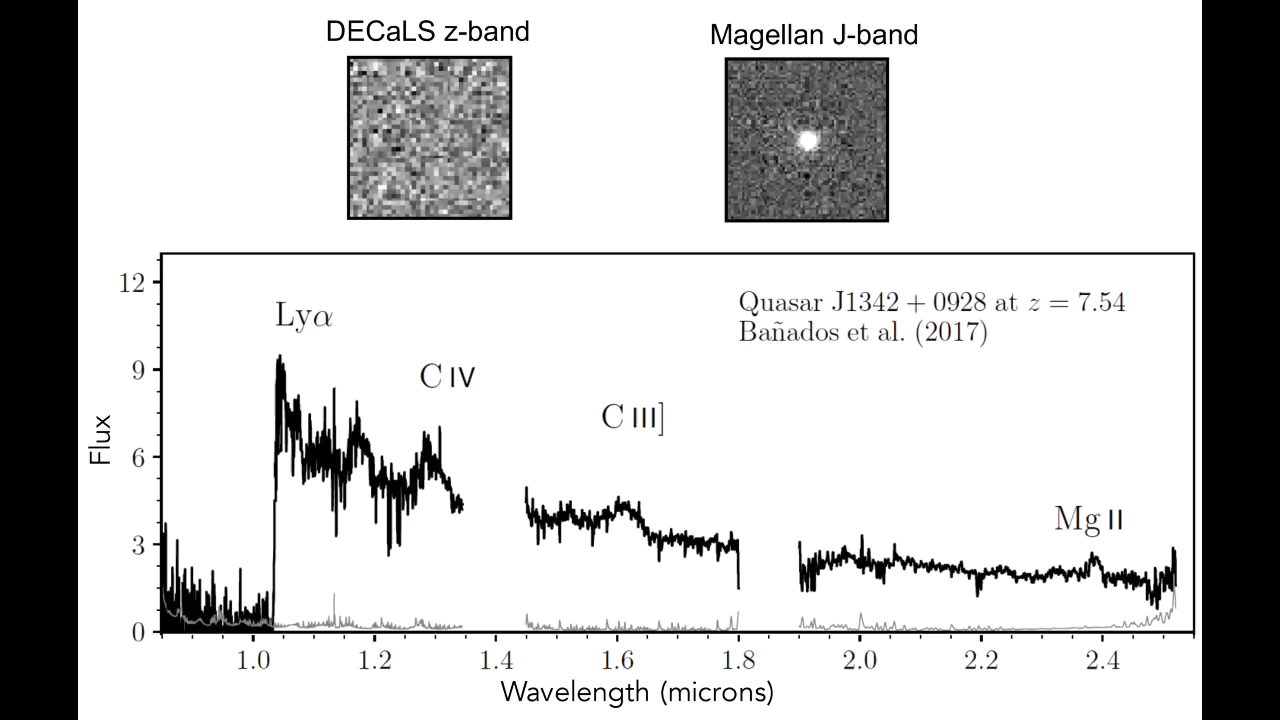 DECaLS z-band
Magellan J-band
Quasar J1342 + 0928 at z = 7.54
Bañados et al. (2017)
Lyα
C IV
C III]
Mg II
Flux
12
9
6
3
0
1.0 1.2 1.4 1.6 1.8 2.0 2.2 2.4
Wavelength (microns)